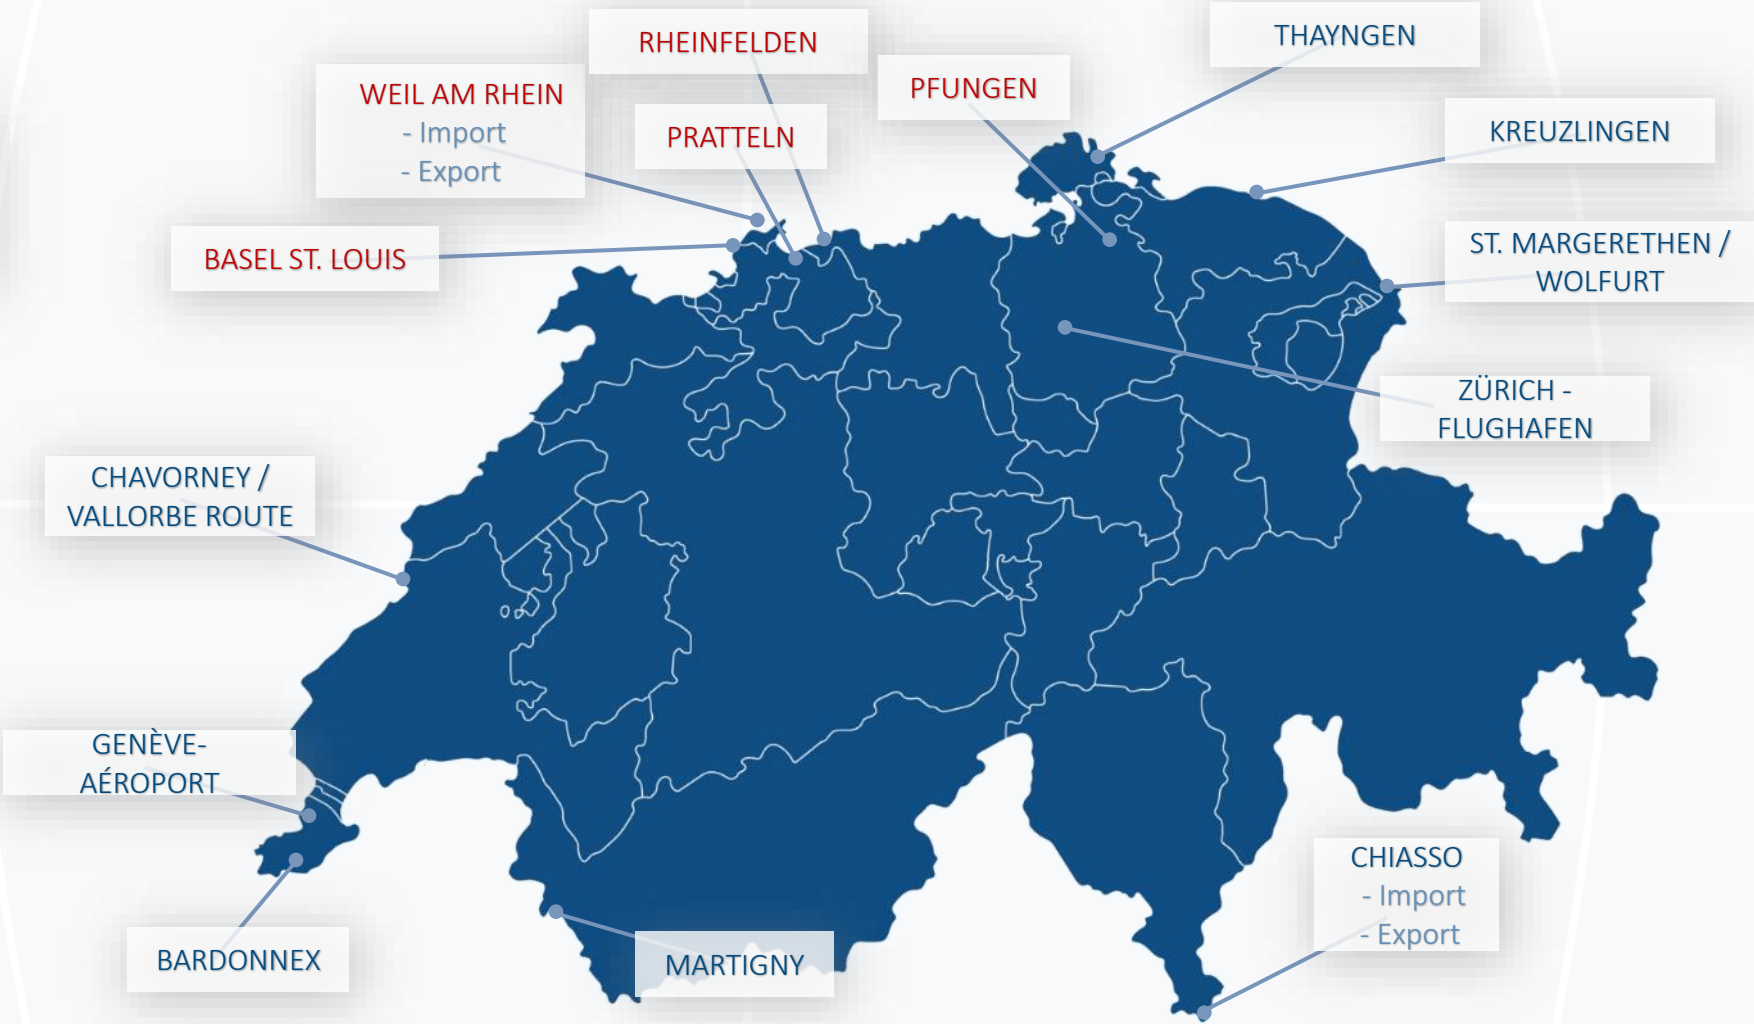 RHEINFELDEN
THAYNGEN
WEIL AM RHEIN
- Import
- Export
PFUNGEN
PRATTELN
KREUZLINGEN
BASEL ST. LOUIS
ST. MARGERETHEN /
WOLFURT
ZÜRICH -
FLUGHAFEN
CHAVORNEY /
VALLORBE ROUTE
GENÈVE-
AÉROPORT
CHIASSO
- Import
- Export
BARDONNEX
MARTIGNY